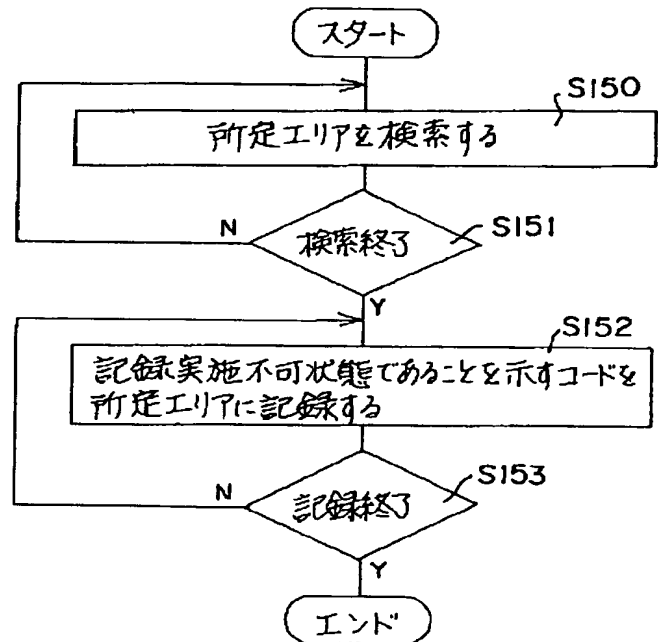 スタート
S150
所定エリアを検索する
N
検索終了
S151
Y
S152
記録実施不可状態であることを示すコードを
所定エリアに記録する
N
記録終了
S153
Y
エンド